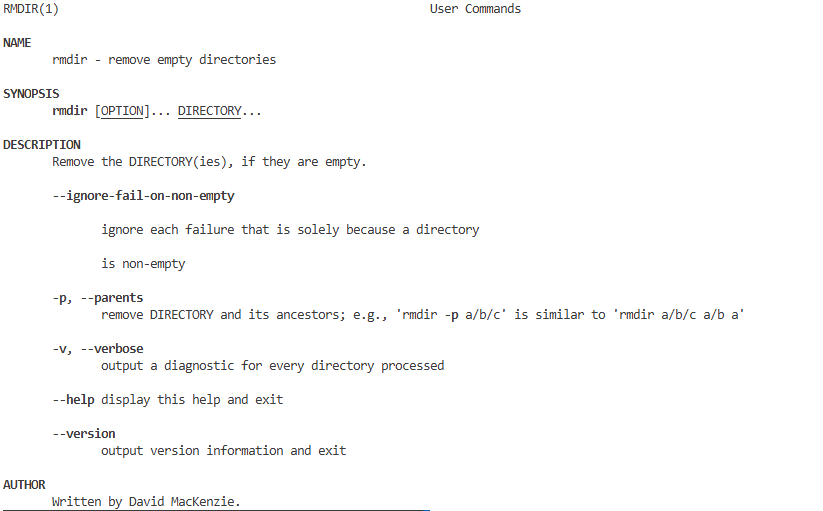 RMDIR(1) User Commands
NAME
rmdir - remove empty directories
SYNOPSIS
rmdir [OPTION]... DIRECTORY...
DESCRIPTION
Remove the DIRECTORY(ies), if they are empty.
--ignore-fail-on-non-empty
ignore each failure that is solely because a directory
is non-empty
-p, --parents
remove DIRECTORY and its ancestors; e.g., 'rmdir -p a/b/c' is similar to 'rmdir a/b/c a/b a'
-v, --verbose
output a diagnostic for every directory processed
--help display this help and exit
--version
output version information and exit
AUTHOR
Written by David MacKenzie.